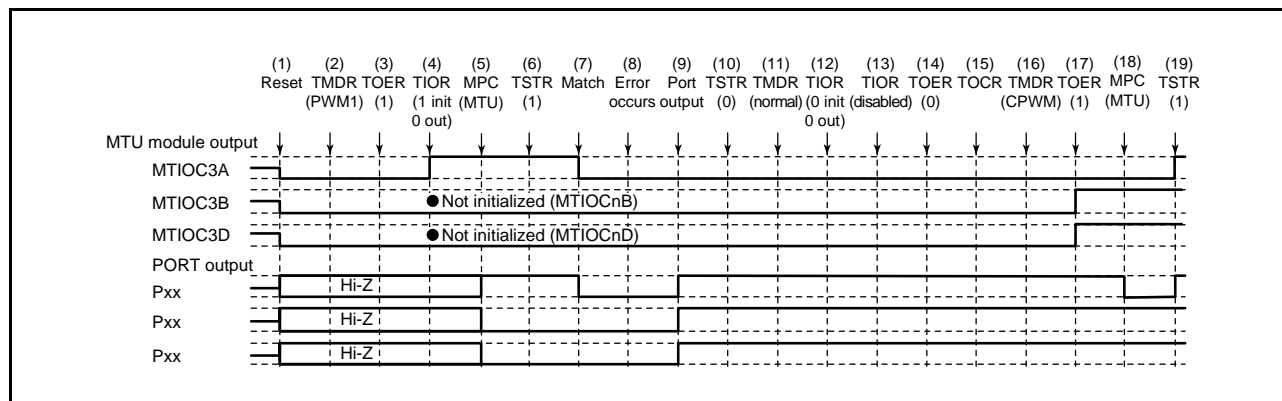 (1) (2) (3) (4) (5) (6) (7) (8) (9) (10) (11) (12) (13) (14) (15) (16) (17) (18) (19)
Reset TMDR TOER TIOR MPC TSTR Match Error Port TSTR TMDR TIOR TIOR TOER TOCR TMDR TOER MPC TSTR
(PWM1) (1) (1 init (MTU) (1) occurs output (0) (normal) (0 init (disabled) (0) (CPWM) (1) (MTU) (1)
0 out) 0 out)
MTU module output
MTIOC3A
MTIOC3B ● Not initialized (MTIOCnB)
MTIOC3D ● Not initialized (MTIOCnD)
PORT output
Pxx Hi-Z
Pxx Hi-Z
Pxx Hi-Z